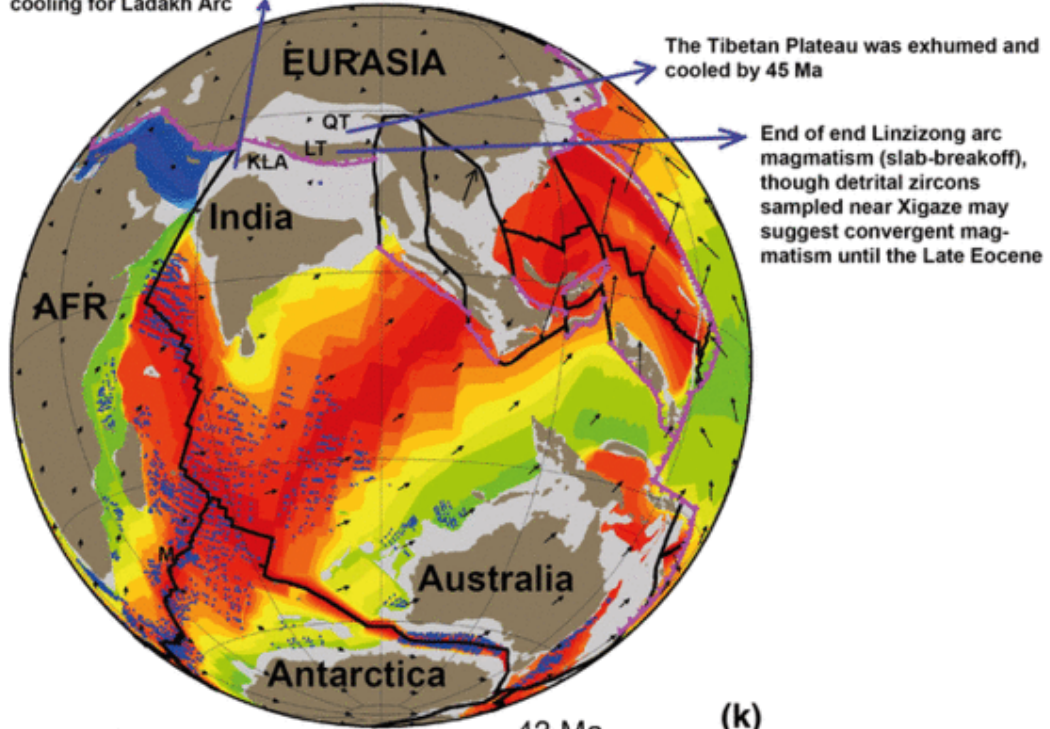 cooling for Ladakh Arc
EURASIA
The Tibetan Plateau was exhumed and
cooled by 45 Ma
QT
LT
KLA
End of end Linzizong arc
magmatism (slab-breakoff),
though detrital zircons
sampled near Xigaze may
suggest convergent mag-
matism until the Late Eocene
India
AFR
M
Australia
Antarctica
(k)